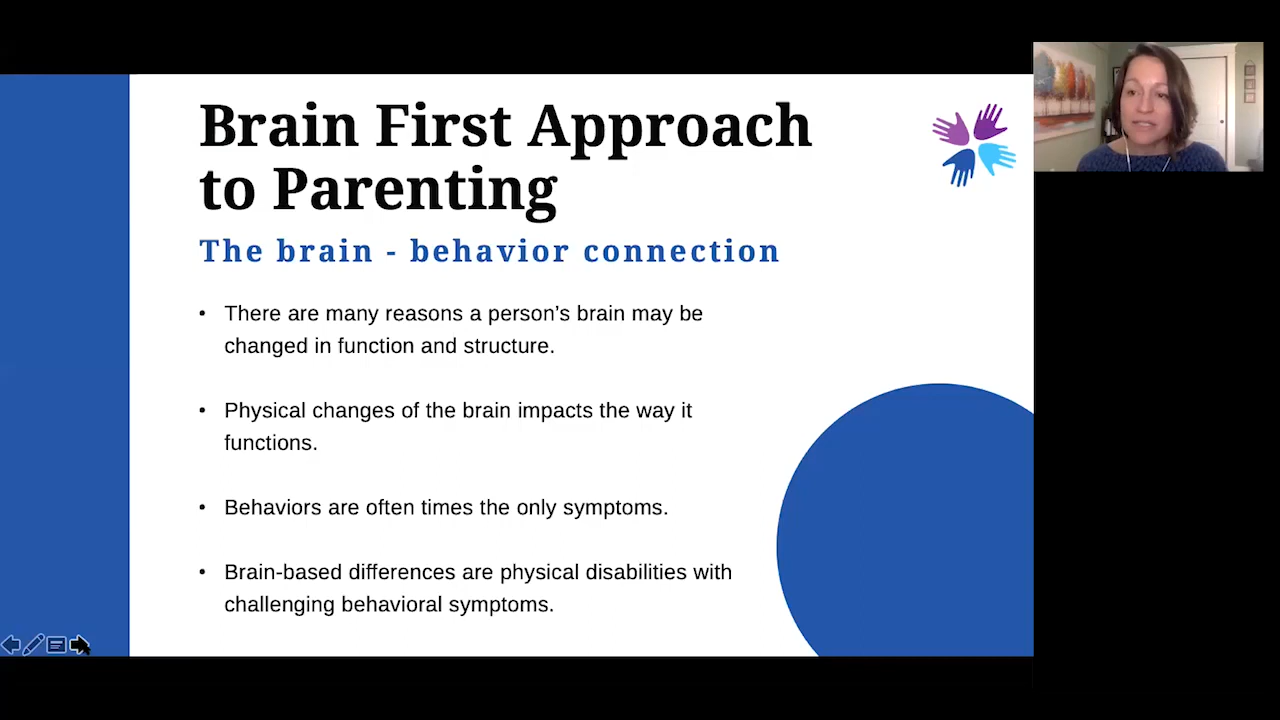 Brain First Approach
to Parenting
The brain - behavior connection
• There are many reasons a person’s brain may be
changed in function and structure.
• Physical changes of the brain impacts the way it
functions.
• Behaviors are often times the only symptoms.
• Brain-based differences are physical disabilities with
challenging behavioral symptoms.